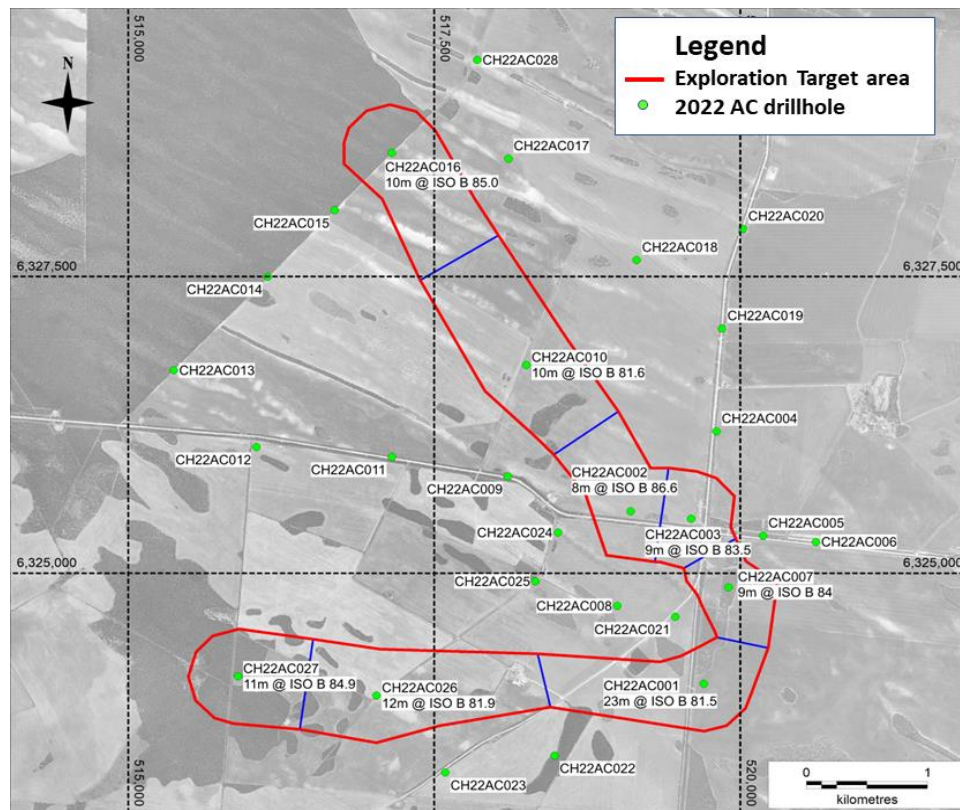 515,000
517,500
Legend
Exploration Target area
2022 AC drillhole
N
CH22AC028
CH22AC017
CH22AC016
10m @ ISO B 85.0
CH22AC015
CH22AC020
CH22AC018
6,327,500
6,327,500
CH22AC014
CH22AC019
CH22AC010
10m @ ISO B 81.6
CH22AC013
CH22AC004
CH22AC012
CH22AC011
CH22AC009
CH22AC002
8m @ ISO B 86.6
CH22AC003
9m @ ISO B 83.5
CH22AC005
CH22AC006
CH22AC024
6,325,000
6,325,000
CH22AC025
CH22AC007
9m @ ISO B 84
CH22AC008
CH22AC021
CH22AC027
11m @ ISO B 84.9
CH22AC026
12m @ ISO B 81.9
CH22AC001
23m @ ISO B 81.5
CH22AC022
CH22AC023
515,000
517,500
520,000
0
1
kilometres